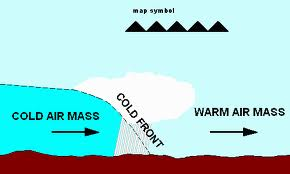 map symbol
COLD FRONT
COLD AIR MASS
WARM AIR MASS